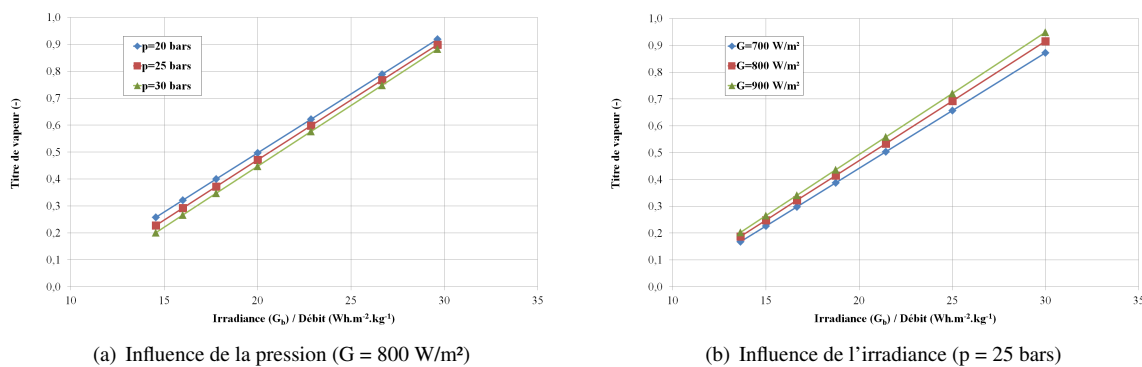 1,0
0,9
0,8
0,7
0,6
0,5
0,4
0,3
0,2
0,1
0,0
Titre de vapeur (-)
p=20 bars
p=25 bars
p=30 bars
10 15 20 25 30 35
Irradiance (Gb) / Débit (Wh.m-2.kg-1)
(a) Influence de la pression (G = 800 W/m²)
1,0
0,9
0,8
0,7
0,6
0,5
0,4
0,3
0,2
0,1
0,0
Titre de vapeur (-)
G=700 W/m²
G=800 W/m²
G=900 W/m²
10 15 20 25 30 35
Irradiance (Gb) / Débit (Wh.m-2.kg-1)
(b) Influence de l'irradiance (p = 25 bars)